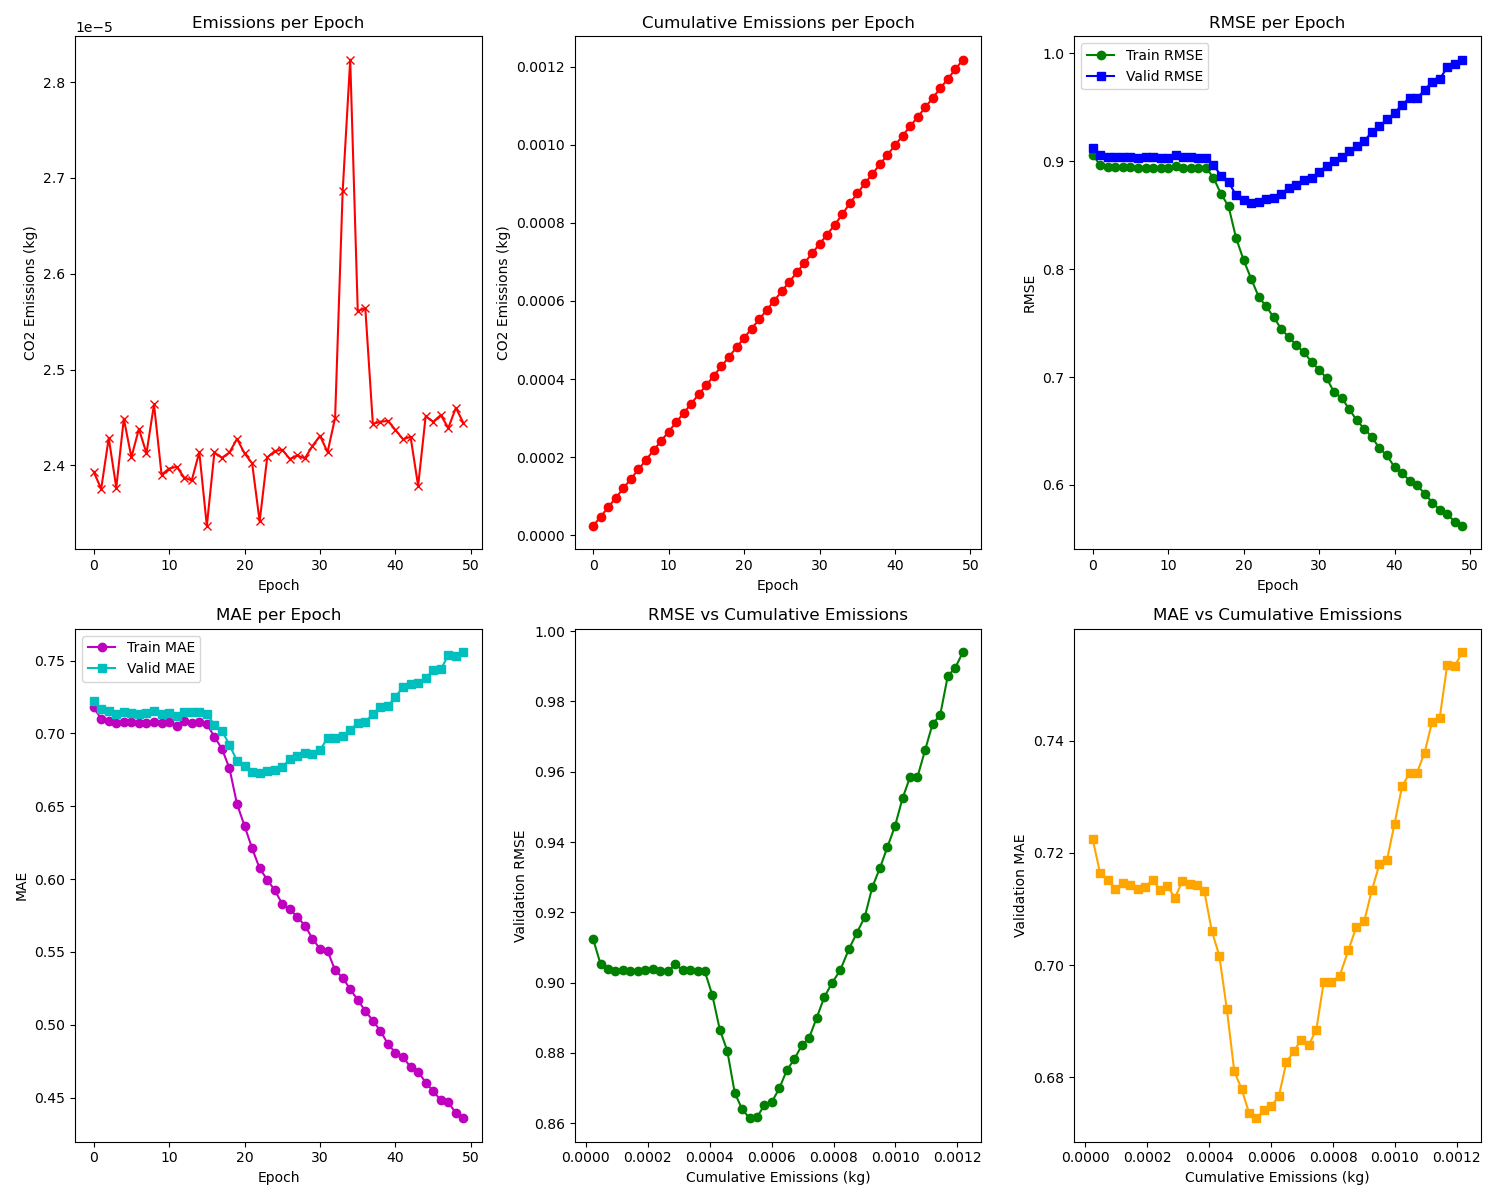 Emissions per Epoch
1e−5
2.8
2.7
2.6
2.5
2.4
CO2 Emissions (kg)
0 10 20 30 40 50
Epoch
Cumulative Emissions per Epoch
0.0012
0.0010
0.0008
0.0006
0.0004
0.0002
0.0000
CO2 Emissions (kg)
0 10 20 30 40 50
Epoch
RMSE per Epoch
Train RMSE
Valid RMSE
1.0
0.9
0.8
0.7
0.6
RMSE
0 10 20 30 40 50
Epoch
MAE per Epoch
Train MAE
Valid MAE
0.75
0.70
0.65
0.60
0.55
0.50
0.45
MAE
0 10 20 30 40 50
Epoch
RMSE vs Cumulative Emissions
1.00
0.98
0.96
0.94
0.92
0.90
0.88
0.86
Validation RMSE
0.0000 0.0002 0.0004 0.0006 0.0008 0.0010 0.0012
Cumulative Emissions (kg)
MAE vs Cumulative Emissions
0.74
0.72
0.70
0.68
Validation MAE
0.0000 0.0002 0.0004 0.0006 0.0008 0.0010 0.0012
Cumulative Emissions (kg)